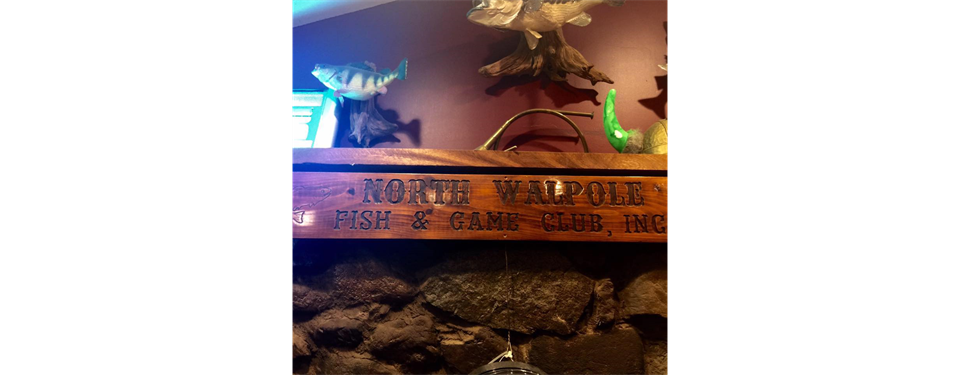 NORTH WALPOLE
FISH & GAME CLUB, INC